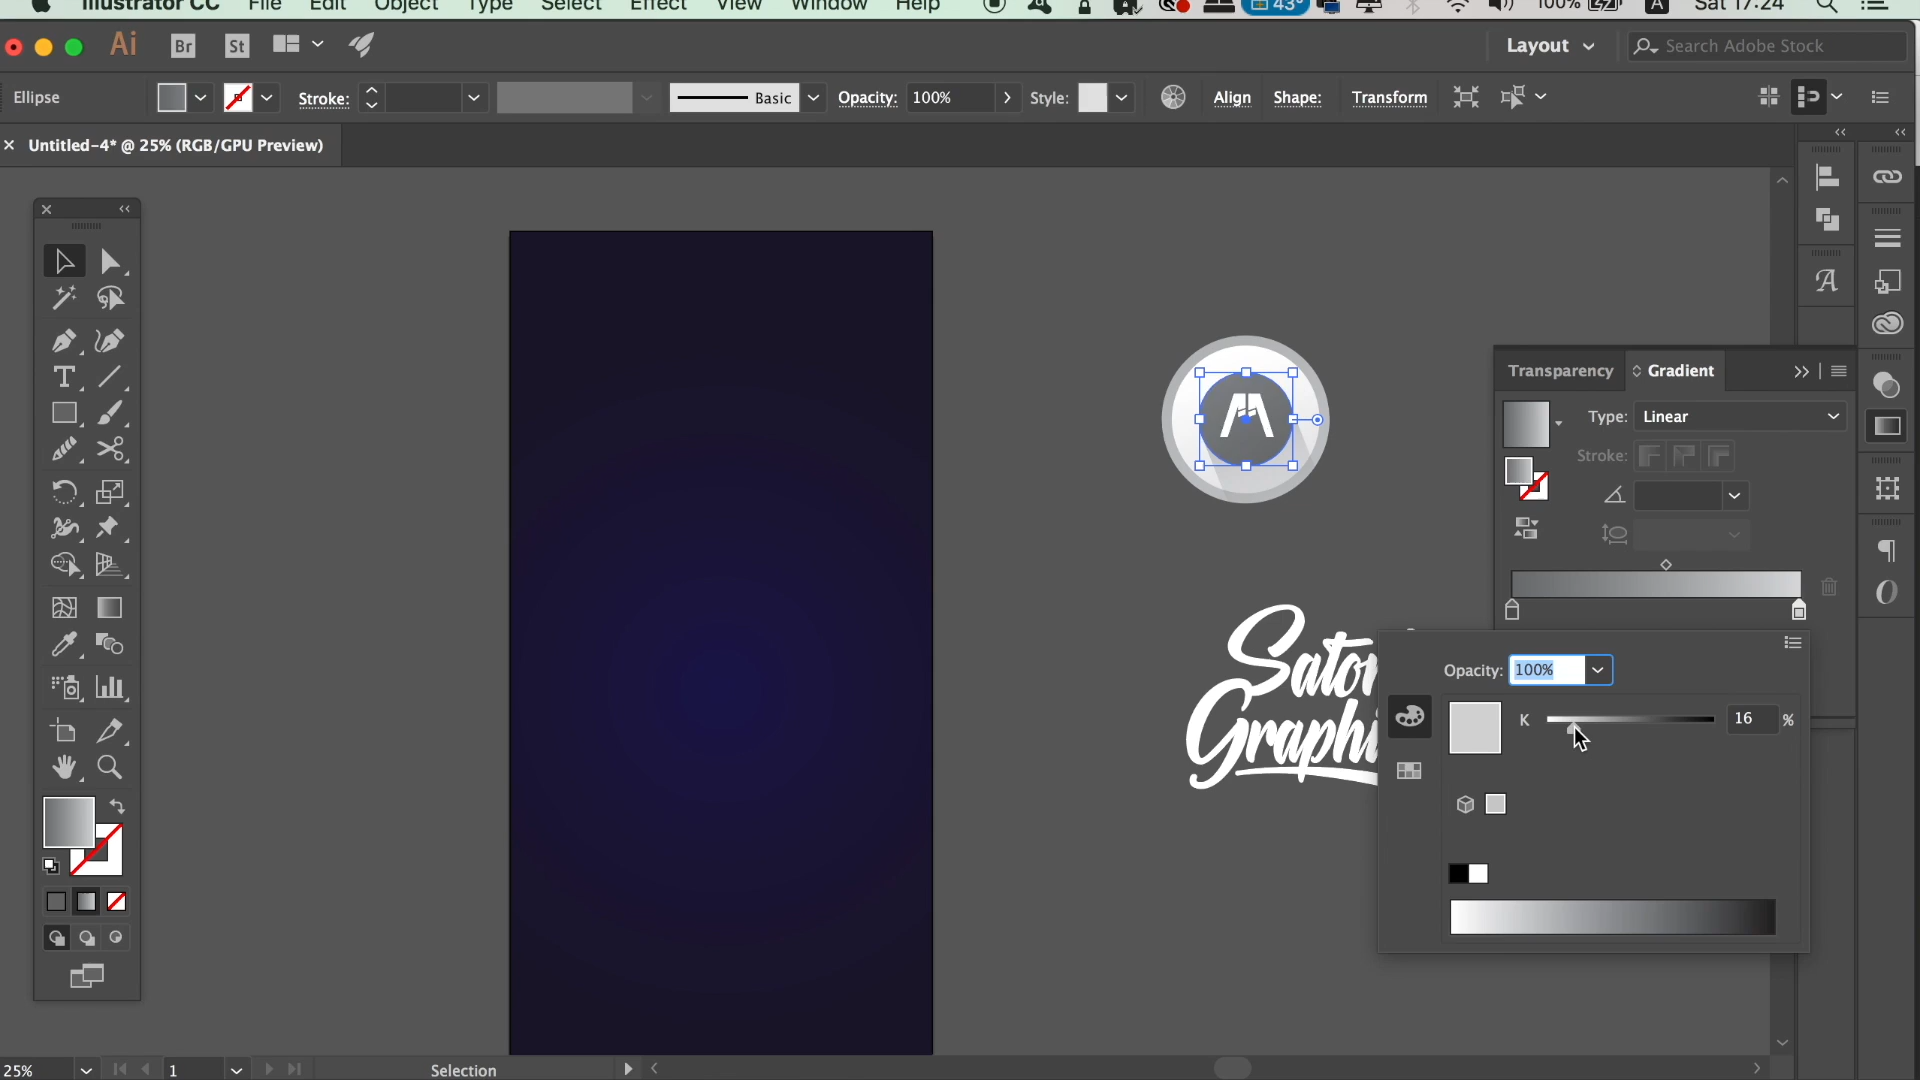 Illustrator CC File Edit Object Type Select Effect View Window Help 43° 100% A Sat 17:24
Ai Br St Layout Search Adobe Stock
Ellipse Stroke: Basic Opacity: 100% Style: Align Shape: Transform
Untitled-4* @ 25% (RGB/GPU Preview)
Transparency Gradient
Type: Linear
Stroke:
Opacity: 100%
K 16 %
25% 1 Selection